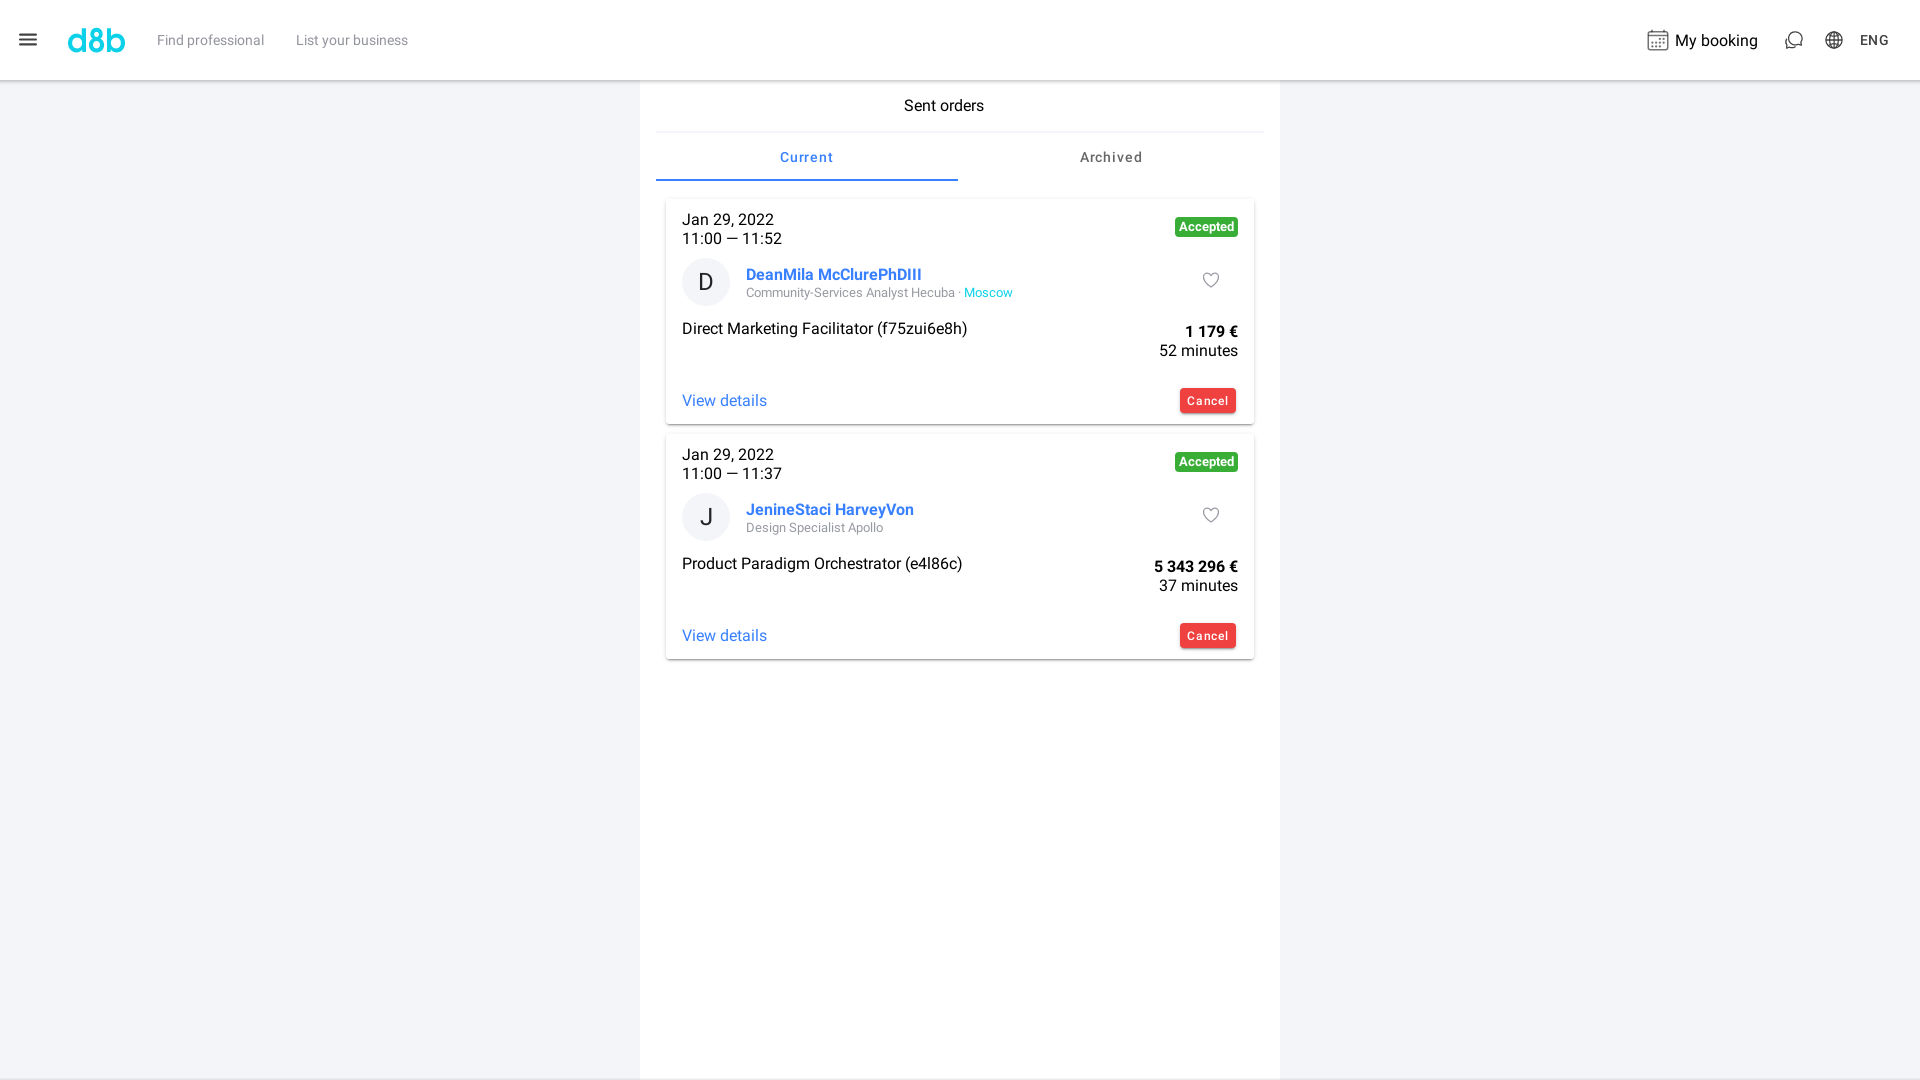 d8b
Find professional
List your business
My booking
ENG
Sent orders
Current
Archived
Jan 29, 2022
11:00 — 11:52
Accepted
D
DeanMila McClurePhDIII
Community-Services Analyst Hecuba · Moscow
Direct Marketing Facilitator (f75zui6e8h)
1 179 €
52 minutes
View details
Cancel
Jan 29, 2022
11:00 — 11:37
Accepted
J
JenineStaci HarveyVon
Design Specialist Apollo
Product Paradigm Orchestrator (e4l86c)
5 343 296 €
37 minutes
View details
Cancel